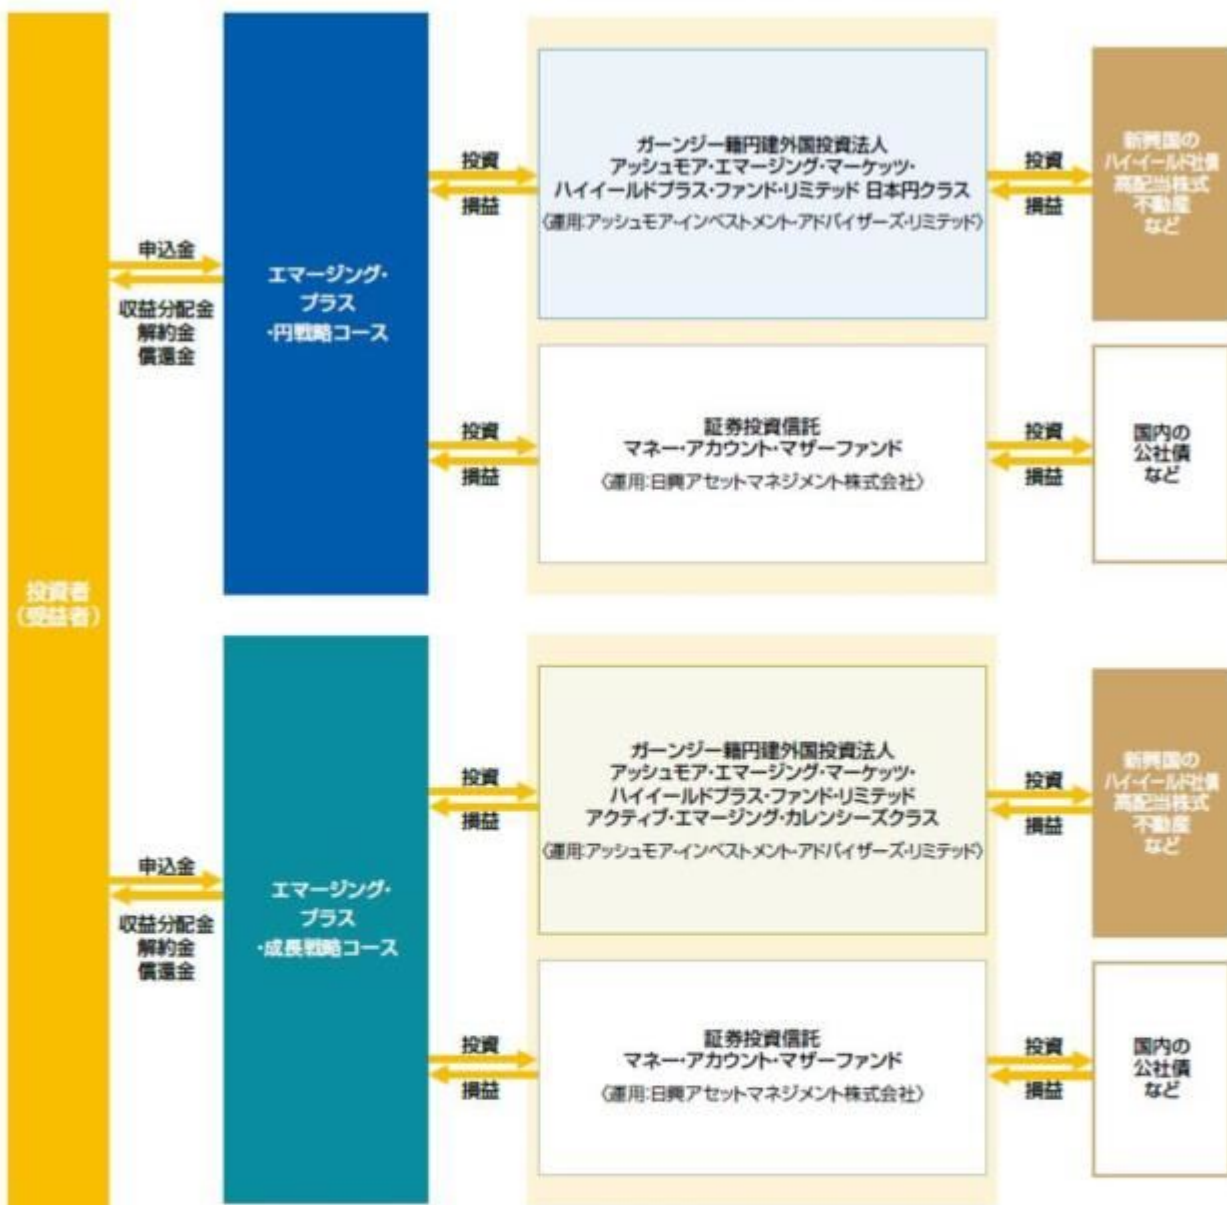 投資者
(受益者)
申込金
収益分配金
解約金
償還金
エマージング・
プラス
・円戦略コース
投資
損益
ガーンジー籍円建外国投資法人
アッシュモア・エマージング・マーケッツ・
ハイイールドプラス・ファンド・リミテッド 日本円クラス
〈運用:アッシュモア・インベストメント・アドバイザーズ・リミテッド〉
投資
損益
新興国の
ハイ・イールド社債
高配当株式
不動産
など
投資
損益
証券投資信託
マネー・アカウント・マザーファンド
〈運用:日興アセットマネジメント株式会社〉
投資
損益
国内の
公社債
など
申込金
収益分配金
解約金
償還金
エマージング・
プラス
・成長戦略コース
投資
損益
ガーンジー籍円建外国投資法人
アッシュモア・エマージング・マーケッツ・
ハイイールドプラス・ファンド・リミテッド
アクティブ・エマージング・カレンシーズクラス
〈運用:アッシュモア・インベストメント・アドバイザーズ・リミテッド〉
投資
損益
新興国の
ハイ・イールド社債
高配当株式
不動産
など
投資
損益
証券投資信託
マネー・アカウント・マザーファンド
〈運用:日興アセットマネジメント株式会社〉
投資
損益
国内の
公社債
など